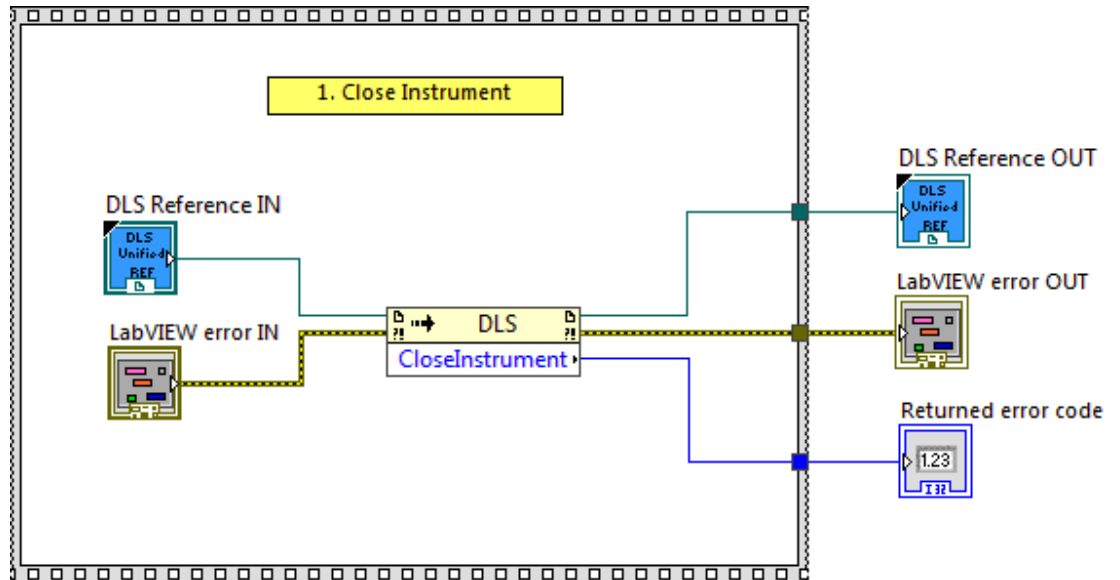 1. Close Instrument
DLS Reference OUT
DLS
Unified
REF
DLS Reference IN
DLS
Unified
REF
LabVIEW error OUT
LabVIEW error IN
?! DLS ?!
CloseInstrument
Returned error code
1.23
I32